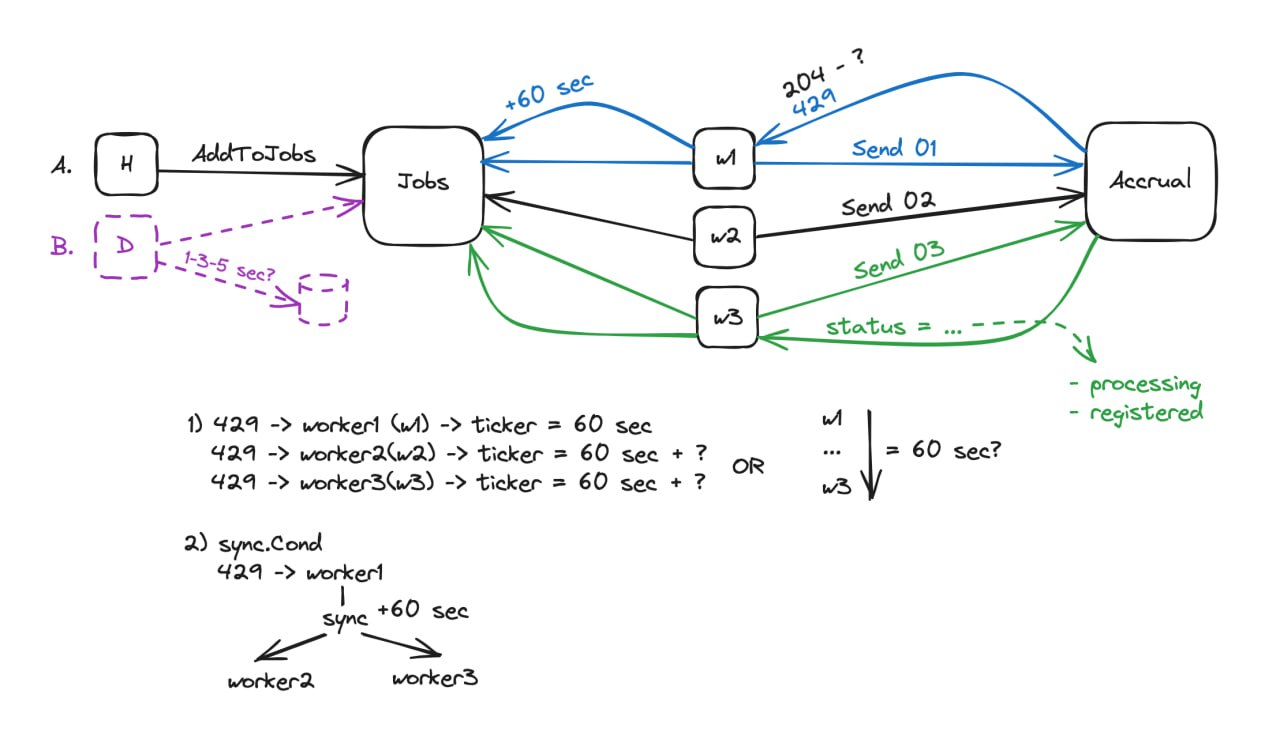 204 - ?
429
+60 sec
A.
H
AddToJobs
Jobs
w1
Send 01
Accrual
B.
D
1-3-5 sec?
w2
Send 02
w3
Send 03
status = ...
- processing
- registered
1) 429 -> worker1 (w1) -> ticker = 60 sec
429 -> worker2(w2) -> ticker = 60 sec + ?
429 -> worker3(w3) -> ticker = 60 sec + ?
OR
w1
...
w3
= 60 sec?
2) sync.Cond
429 -> worker1
sync +60 sec
worker2
worker3